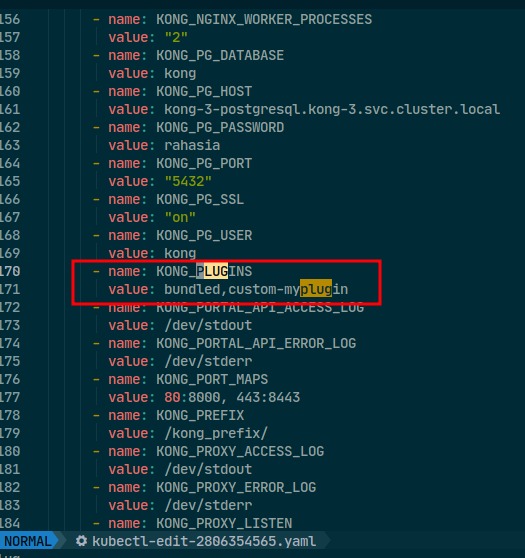 156 - name: KONG_NGINX_WORKER_PROCESSES
157 value: "2"
158 - name: KONG_PG_DATABASE
159 value: kong
160 - name: KONG_PG_HOST
161 value: kong-3-postgresql.kong-3.svc.cluster.local
162 - name: KONG_PG_PASSWORD
163 value: rahasia
164 - name: KONG_PG_PORT
165 value: "5432"
166 - name: KONG_PG_SSL
167 value: "on"
168 - name: KONG_PG_USER
169 value: kong
170 - name: KONG_PLUGINS
171 value: bundled,custom-myplugin
172 - name: KONG_PORTAL_API_ACCESS_LOG
173 value: /dev/stdout
174 - name: KONG_PORTAL_API_ERROR_LOG
175 value: /dev/stderr
176 - name: KONG_PORT_MAPS
177 value: 80:8000, 443:8443
178 - name: KONG_PREFIX
179 value: /kong_prefix/
180 - name: KONG_PROXY_ACCESS_LOG
181 value: /dev/stdout
182 - name: KONG_PROXY_ERROR_LOG
183 value: /dev/stderr
184 - name: KONG_PROXY_LISTEN
NORMAL kubectl-edit-2806354565.yaml